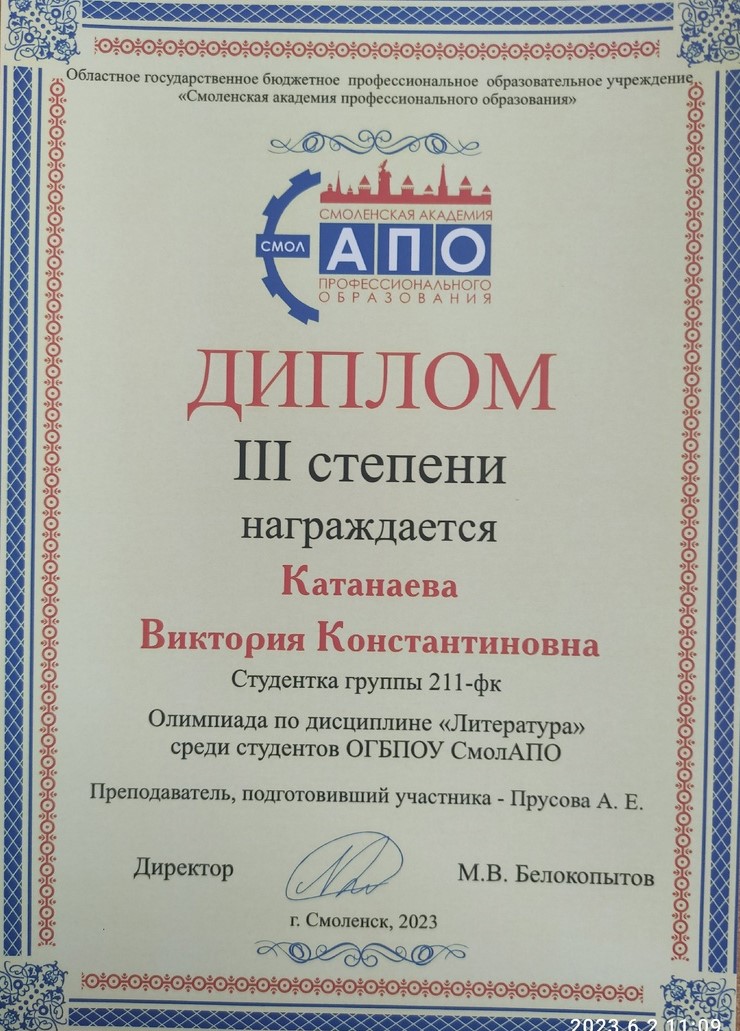 Областное государственное бюджетное профессиональное образовательное учреждение
«Смоленская академия профессионального образования»
СМОЛЕНСКАЯ АКАДЕМИЯ
СМОЛ АПО
ПРОФЕССИОНАЛЬНОГО
ОБРАЗОВАНИЯ
ДИПЛОМ
III степени
награждается
Катанаева
Виктория Константиновна
Студентка группы 211-фк
Олимпиада по дисциплине «Литература»
среди студентов ОГБПОУ СмолАПО
Преподаватель, подготовивший участника - Прусова А. Е.
Директор М.В. Белокопытов
г. Смоленск, 2023
2023.6.2 11:09